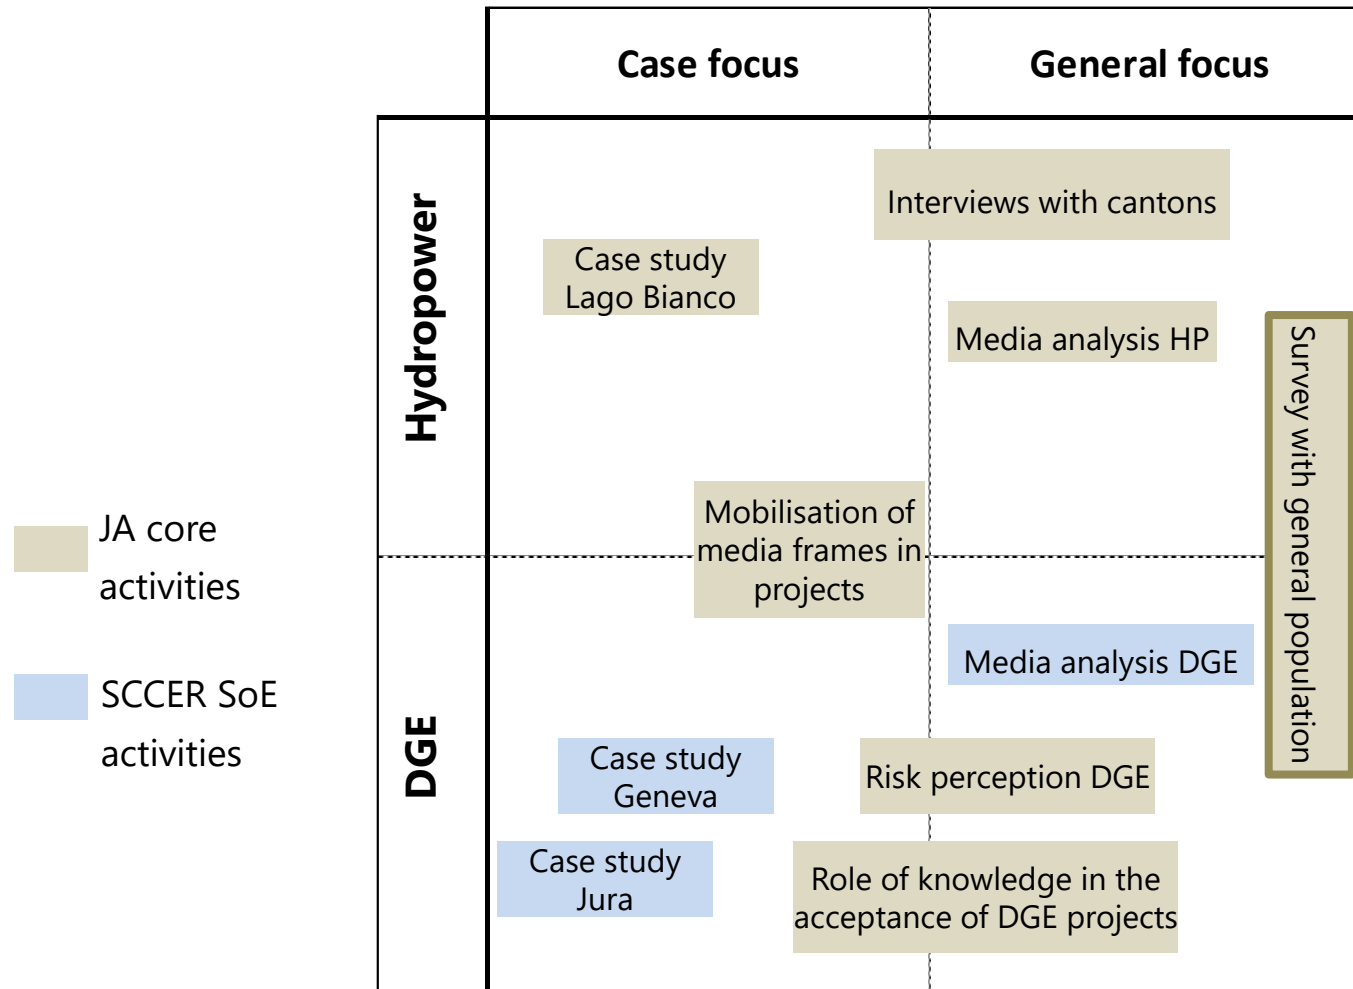 Case focus
General focus
Hydropower
Interviews with cantons
Case study
Lago Bianco
Media analysis HP
Survey with general population
Mobilisation of
media frames in
projects
JA core
activities
SCCER SoE
activities
DGE
Media analysis DGE
Case study
Geneva
Risk perception DGE
Case study
Jura
Role of knowledge in the
acceptance of DGE projects